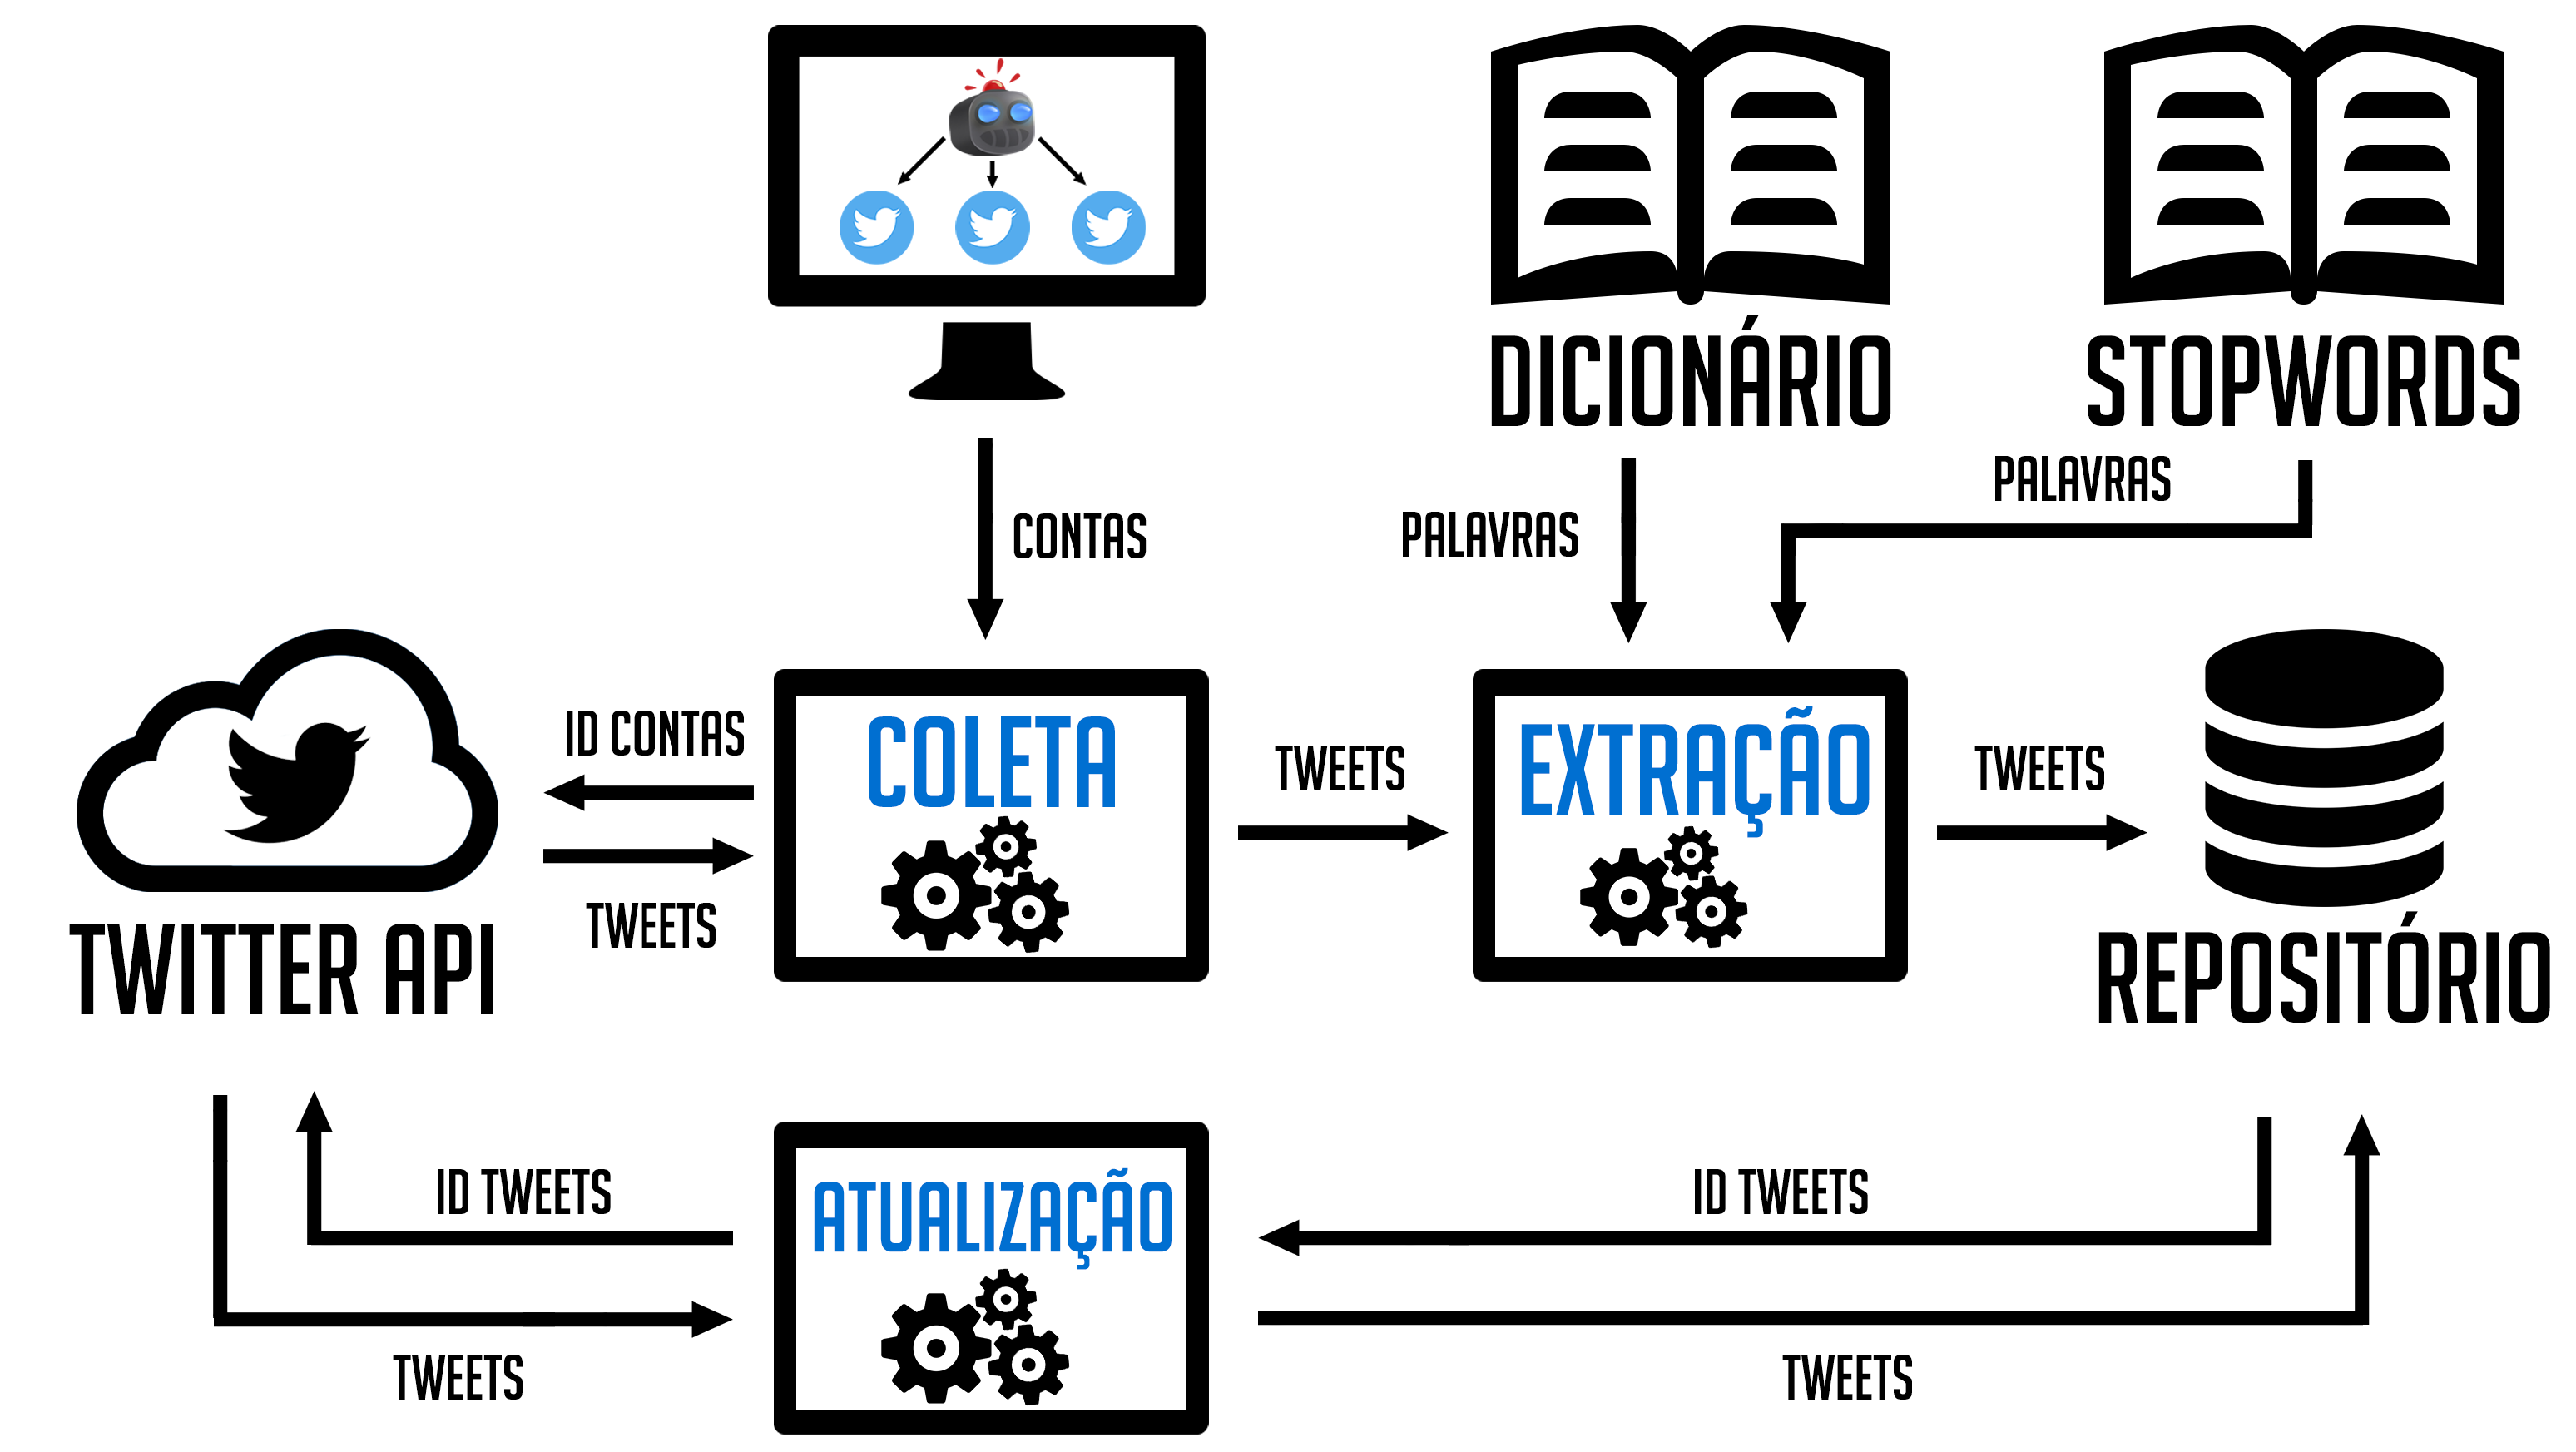 DICIONÁRIO
STOPWORDS
PALAVRAS
CONTAS
PALAVRAS
ID CONTAS
COLETA
EXTRAÇÃO
TWEETS
TWEETS
TWEETS
TWITTER API
REPOSITÓRIO
ID TWEETS
ATUALIZAÇÃO
ID TWEETS
TWEETS
TWEETS